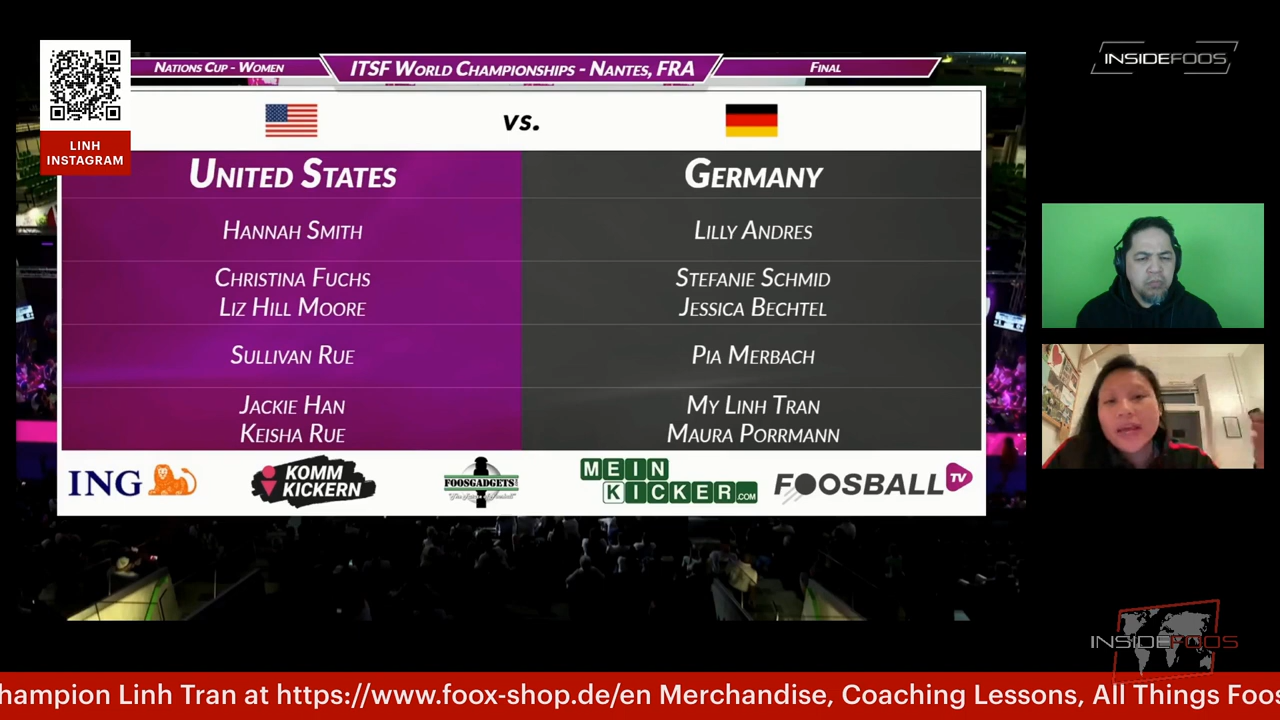 NATIONS CUP - WOMEN
ITSF WORLD CHAMPIONSHIPS - NANTES, FRA
FINAL
INSIDEFOOS
LINH
INSTAGRAM
VS.
UNITED STATES
GERMANY
HANNAH SMITH
LILLY ANDRES
CHRISTINA FUCHS
LIZ HILL MOORE
STEFANIE SCHMID
JESSICA BECHTEL
SULLIVAN RUE
PIA MERBACH
JACKIE HAN
KEISHA RUE
MY LINH TRAN
MAURA PORRMANN
ING
KOMM
KICKERN
FOOSGADGETS
MEIN
KICKER.COM
FOOSBALL TV
INSIDEFOOS
hampion Linh Tran at https://www.foox-shop.de/en Merchandise, Coaching Lessons, All Things Foos